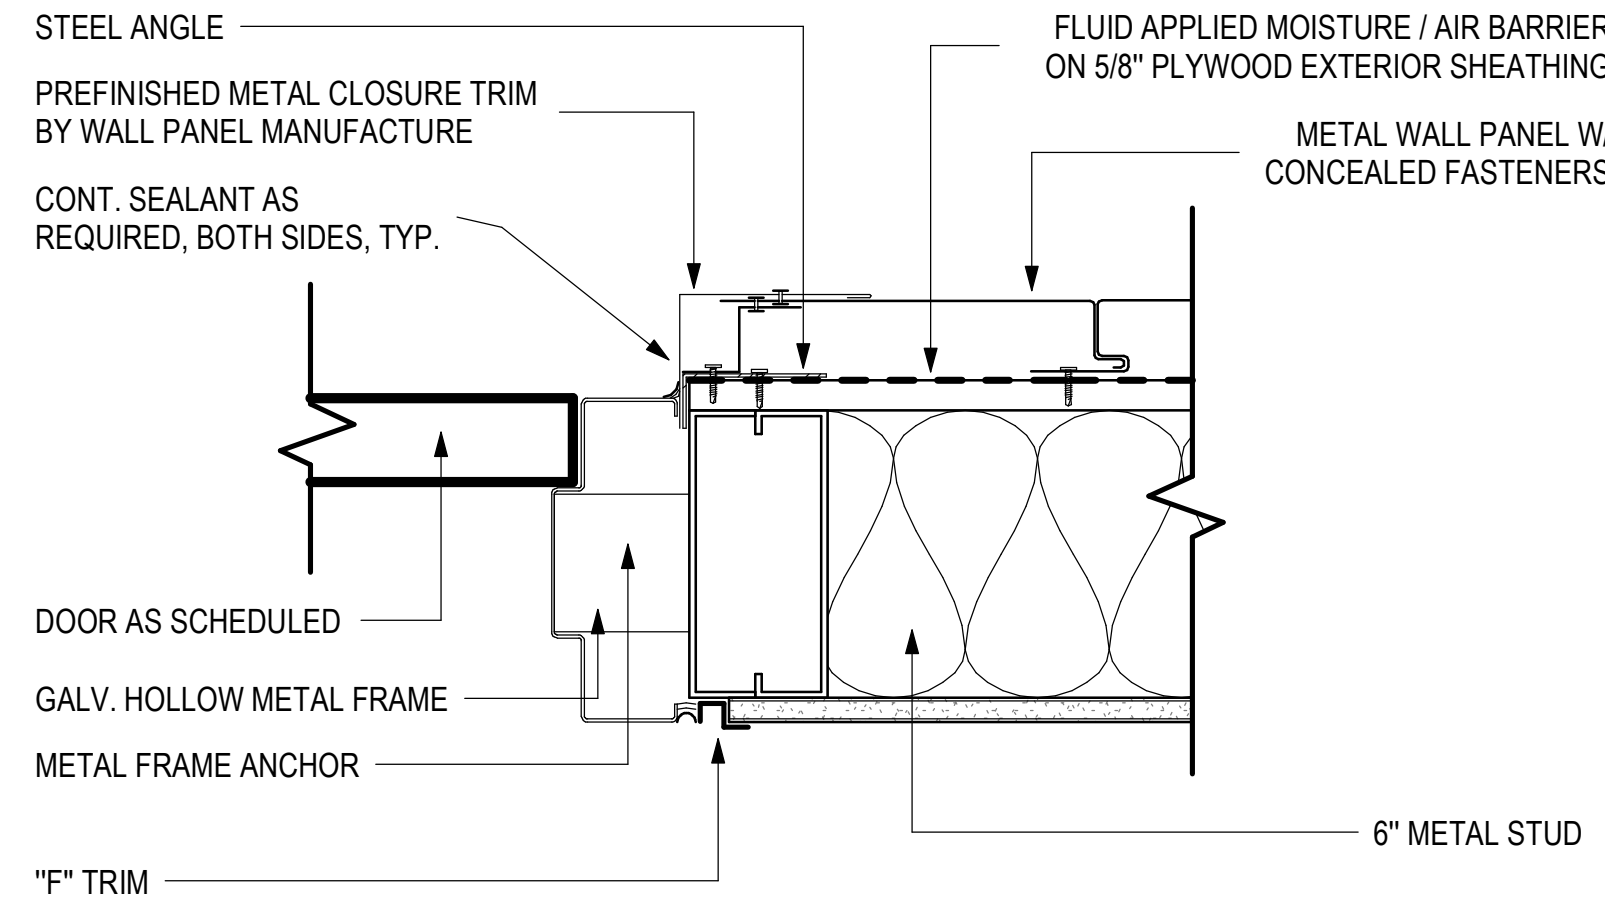 STEEL ANGLE
PREFINISHED METAL CLOSURE TRIM
BY WALL PANEL MANUFACTURE
CONT. SEALANT AS
REQUIRED, BOTH SIDES, TYP.
FLUID APPLIED MOISTURE / AIR BARRIER
ON 5/8" PLYWOOD EXTERIOR SHEATHING
METAL WALL PANEL W/
CONCEALED FASTENERS
DOOR AS SCHEDULED
GALV. HOLLOW METAL FRAME
METAL FRAME ANCHOR
"F" TRIM
6" METAL STUD